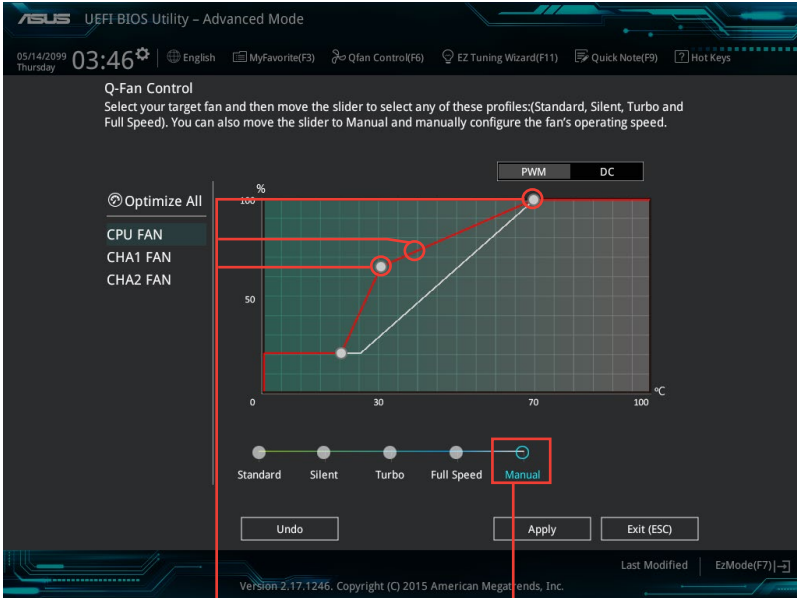 ASUS UEFI BIOS Utility – Advanced Mode
05/14/2099
Thursday
03:46
English
MyFavorite(F3)
Qfan Control(F6)
EZ Tuning Wizard(F11)
Quick Note(F9)
? Hot Keys
Q-Fan Control
Select your target fan and then move the slider to select any of these profiles:(Standard, Silent, Turbo and
Full Speed). You can also move the slider to Manual and manually configure the fan's operating speed.
PWM
DC
Optimize All
CPU FAN
CHA1 FAN
CHA2 FAN
%
100
50
0
30
70
100
ºC
Standard
Silent
Turbo
Full Speed
Manual
Undo
Apply
Exit (ESC)
Last Modified
EzMode(F7)
Version 2.17.1246. Copyright (C) 2015 American Megatrends, Inc.